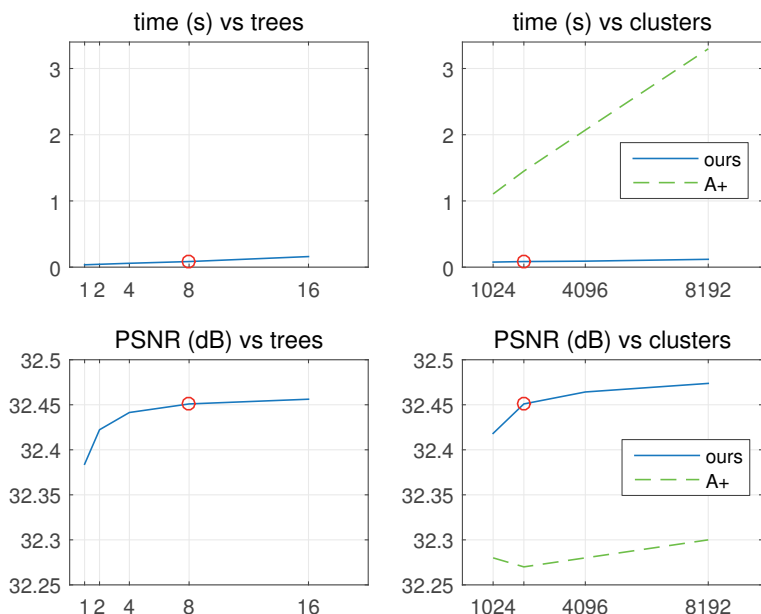 time (s) vs trees
3
2
1
0
1 2 4 8 16
time (s) vs clusters
3
2
1
0
1024 4096 8192
ours
A+
PSNR (dB) vs trees
32.5
32.45
32.4
32.35
32.3
32.25
1 2 4 8 16
PSNR (dB) vs clusters
32.5
32.45
32.4
32.35
32.3
32.25
1024 4096 8192
ours
A+